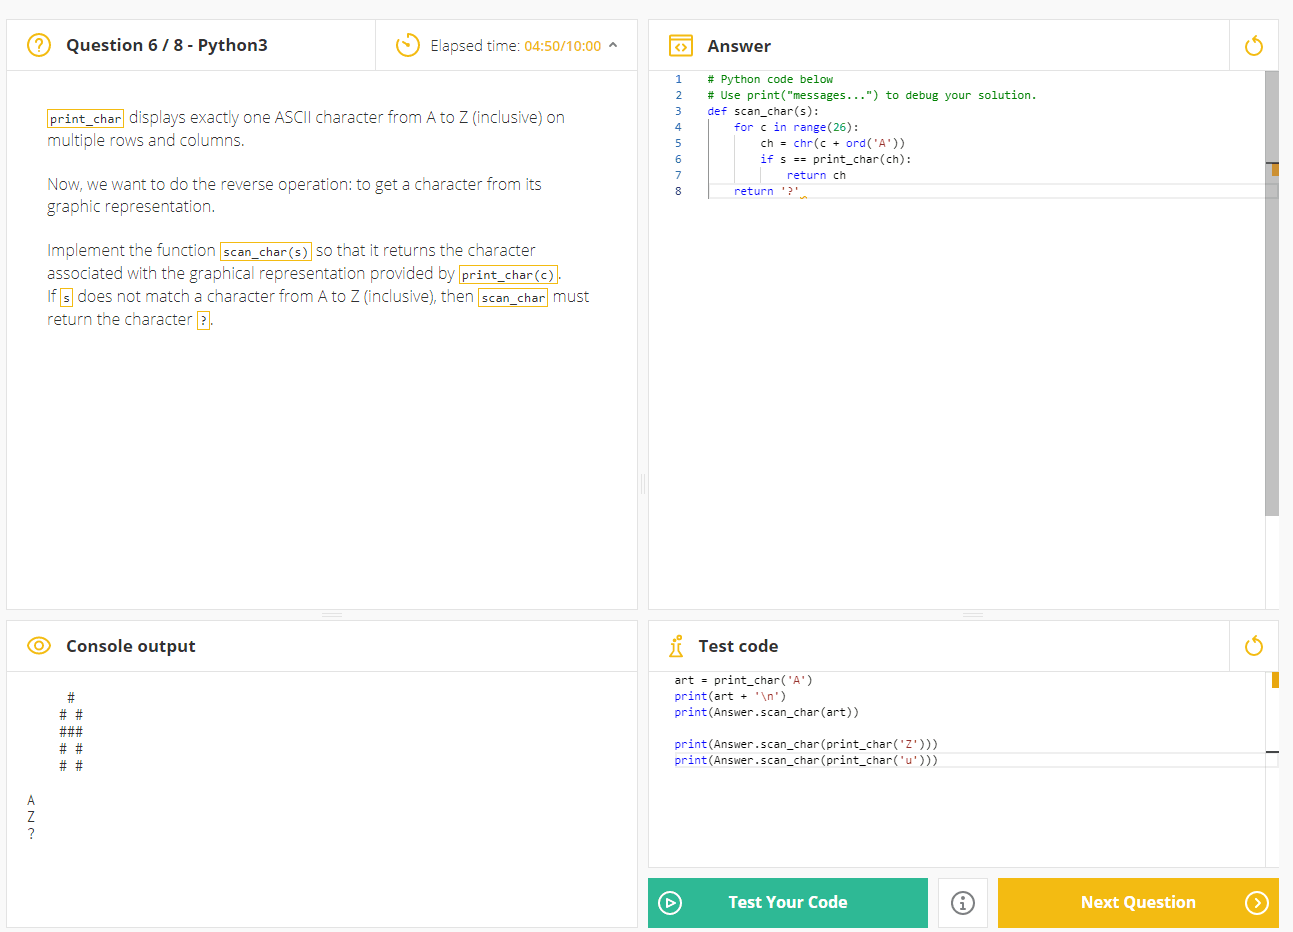 Question 6 / 8 - Python3
Elapsed time: 04:50/10:00
print_char displays exactly one ASCII character from A to Z (inclusive) on
multiple rows and columns.
Now, we want to do the reverse operation: to get a character from its
graphic representation.
Implement the function scan_char(s) so that it returns the character
associated with the graphical representation provided by print_char(c).
If s does not match a character from A to Z (inclusive), then scan_char must
return the character ?.
Answer
1 # Python code below
2 # Use print("messages...") to debug your solution.
3 def scan_char(s):
4     for c in range(26):
5         ch = chr(c + ord('A'))
6         if s == print_char(ch):
7             return ch
8     return '?'
Console output
     #
    # #
    ###
    # #
    # #
A
Z
?
Test code
art = print_char('A')
print(art + '\n')
print(Answer.scan_char(art))
print(Answer.scan_char(print_char('Z')))
print(Answer.scan_char(print_char('u')))
Test Your Code
Next Question